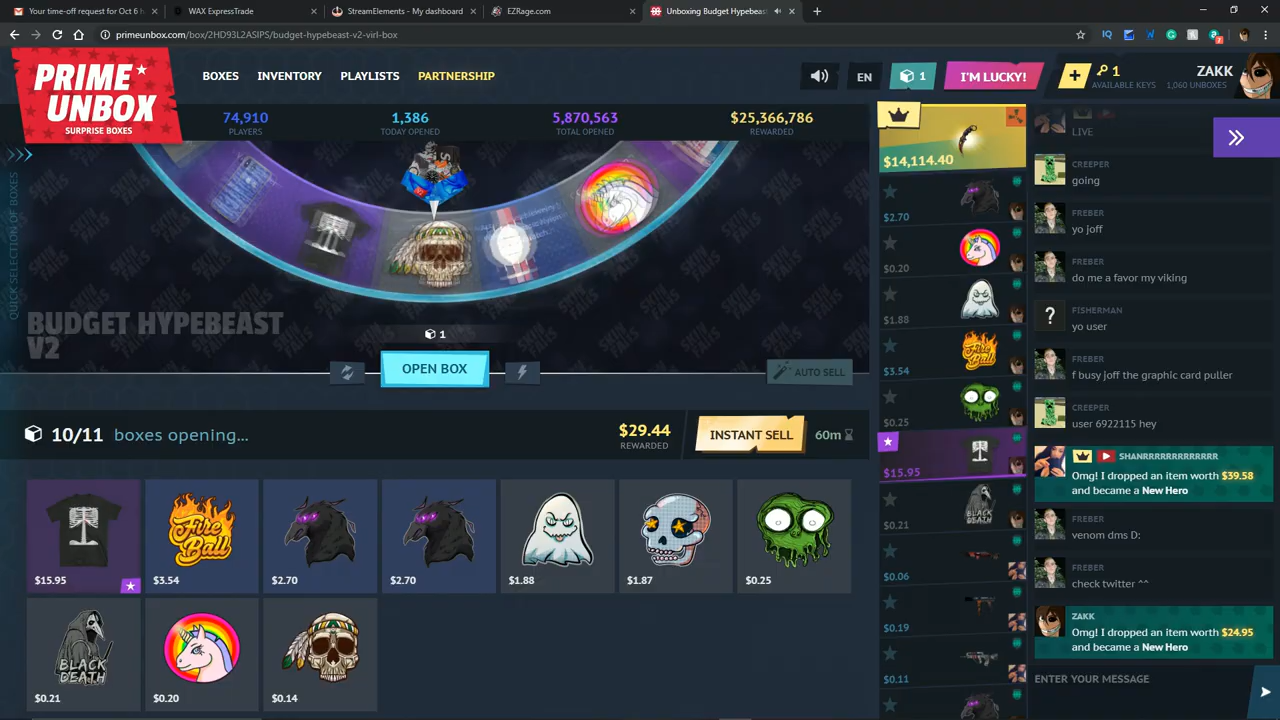 Your time-off request for Oct 6 h
WAX ExpressTrade
StreamElements - My dashboard
EZRage.com
Unboxing Budget Hypebeast
primeunbox.com/box/2HD93L2ASIPS/budget-hypebeast-v2-virl-box
PRIME
UNBOX
SURPRISE BOXES
BOXES
INVENTORY
PLAYLISTS
PARTNERSHIP
EN
1
I'M LUCKY!
1
AVAILABLE KEYS
ZAKK
1,060 UNBOXES
74,910
PLAYERS
1,386
TODAY OPENED
5,870,563
TOTAL OPENED
$25,366,786
REWARDED
QUICK SELECTION OF BOXES
BUDGET HYPEBEAST
V2
1
OPEN BOX
AUTO SELL
10/11 boxes opening...
$29.44
REWARDED
INSTANT SELL
60m
$15.95
Fire
Ball
$3.54
$2.70
$2.70
$1.88
$1.87
$0.25
BLACK
DEATH
$0.21
$0.20
$0.14
$14,114.40
$2.70
$0.20
$1.88
Fire
Ball
$3.54
$0.25
$15.95
BLACK
DEATH
$0.21
$0.06
$0.19
$0.11
LIVE
CREEPER
going
FREBER
yo joff
FREBER
do me a favor my viking
?
FISHERMAN
yo user
FREBER
f busy joff the graphic card puller
CREEPER
user 6922115 hey
SHANRRRRRRRRRRRR
Omg! I dropped an item worth $39.58
and became a New Hero
FREBER
venom dms D:
FREBER
check twitter ^^
ZAKK
Omg! I dropped an item worth $24.95
and became a New Hero
ENTER YOUR MESSAGE